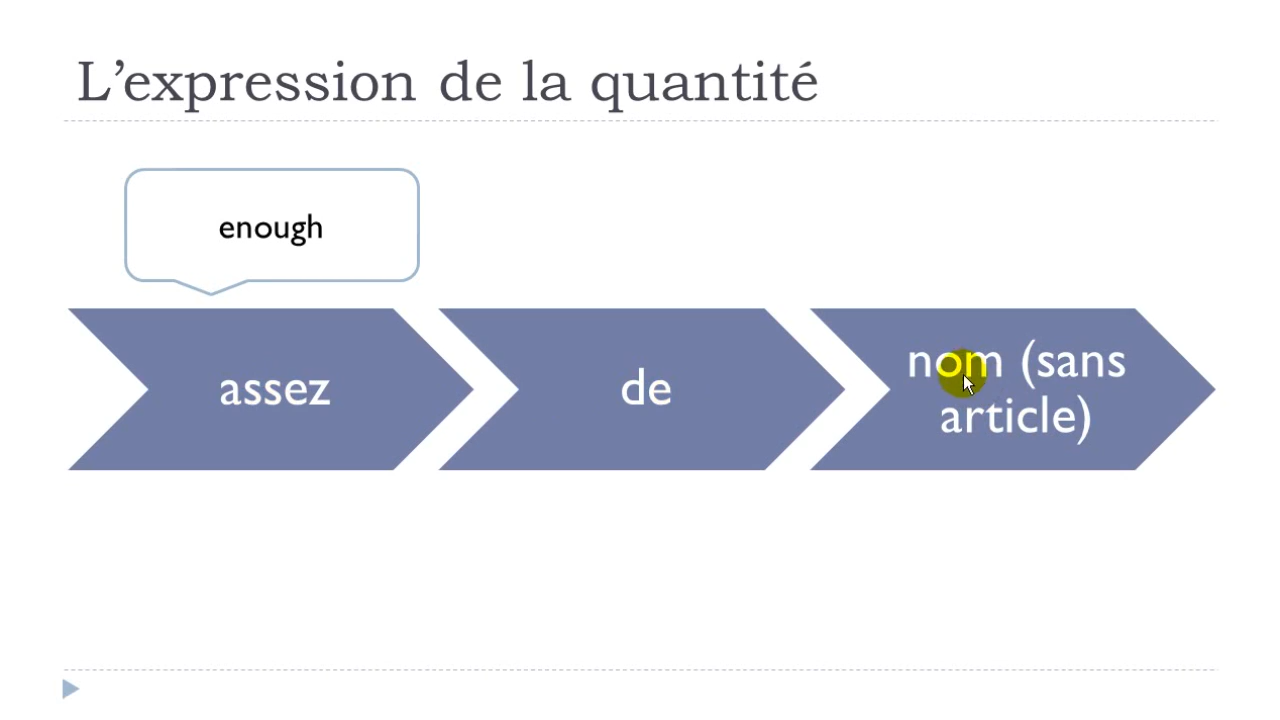 L’expression de la quantité
enough
assez
de
nom (sans
article)